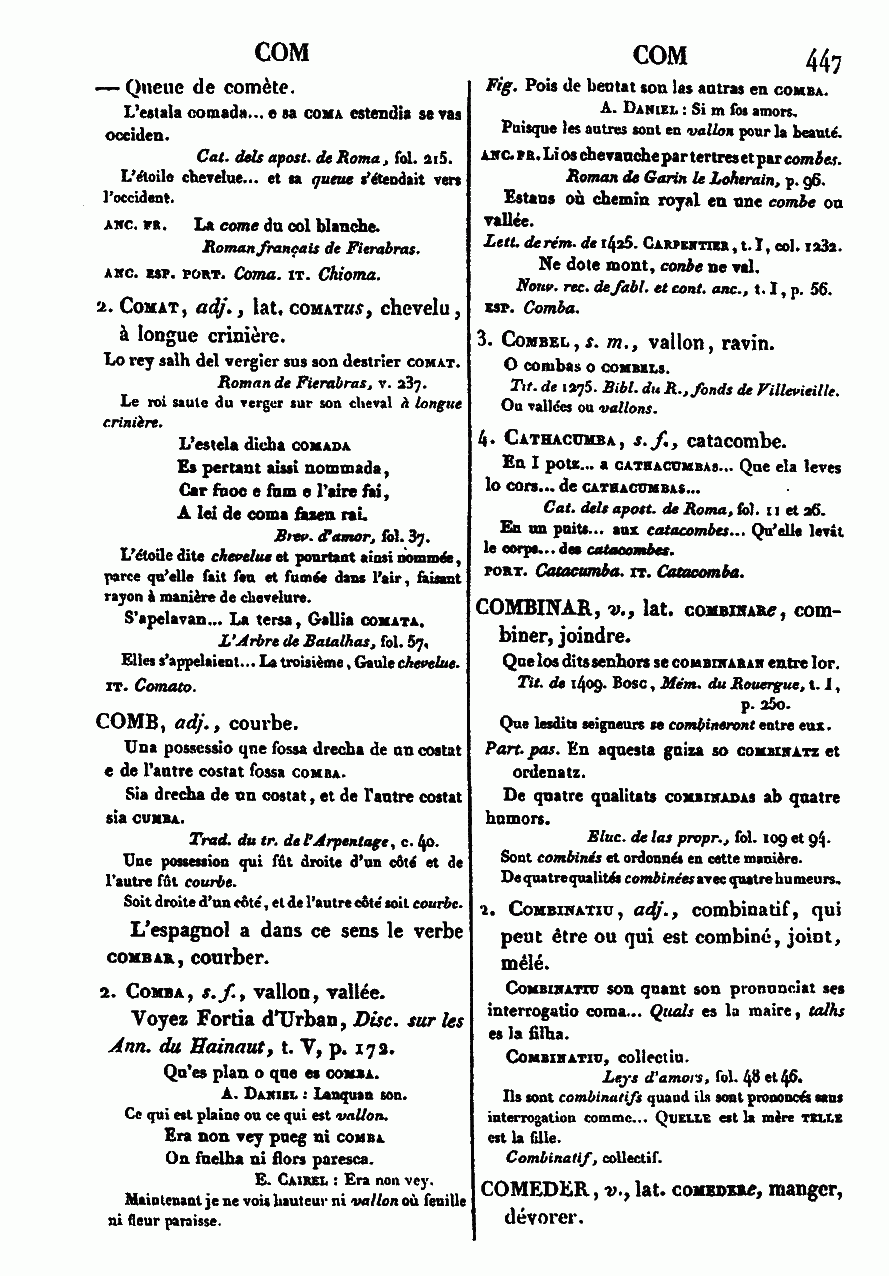 COM
COM
447
— Queue de comète.
L'estala comada... e sa COMA estendia se vas
occiden.
Cat. dels apost. de Roma, fol. 215.
L'étoile chevelue... et sa queue s'étendait vers
l'occident.
ANC. FR. La come du col blanche.
Roman français de Fierabras.
ANC. ESP. PORT. Coma. IT. Chioma.
2. COMAT, adj., lat. COMATUS, chevelu,
à longue crinière.
Lo rey salh del vergier sus son destrier COMAT.
Roman de Fierabras, v. 237.
Le roi saute du verger sur son cheval à longue
crinière.
L'estela dicha COMADA
Es pertant aissi nommada,
Car fuoc e fum e l'aire fai,
A lei de coma fazen rai.
Brev. d'amor, fol. 37.
L'étoile dite chevelue et pourtant ainsi nommée,
parce qu'elle fait feu et fumée dans l'air, faisant
rayon à manière de chevelure.
S'apelavan... La tersa, Gallia COMATA.
L'Arbre de Batalhas, fol. 57.
Elles s'appelaient... La troisième, Gaule chevelue.
IT. Comato.
COMB, adj., courbe.
Una possessio que fossa drecha de un costat
e de l'autre costat fossa COMBA.
Sia drecha de un costat, et de l'autre costat
sia CUMBA.
Trad. du tr. de l'Arpentage, c. 40.
Une possession qui fût droite d'un côté et de
l'autre fût courbe.
Soit droite d'un côté, et de l'autre côté soit courbe.
L'espagnol a dans ce sens le verbe
COMBAR, courber.
2. COMBA, s. f., vallon, vallée.
Voyez Fortia d'Urban, Disc. sur les
Ann. du Hainaut, t. V, p. 172.
Qu'es plan o que es COMBA.
A. DANIEL : Lanquan son.
Ce qui est plaine ou ce qui est vallon.
Era non vey pueg ni COMBA
On fuelha ni flors paresca.
E. CAIREL : Era non vey.
Maintenant je ne vois hauteur ni vallon où feuille
ni fleur paraisse.
Fig. Pois de beutat son las autras en COMBA.
A. DANIEL : Si m fos amors.
Puisque les autres sont en vallon pour la beauté.
ANC. FR. Li os chevauche par tertres et par combes.
Roman de Garin le Loherain, p. 96.
Estans où chemin royal en une combe ou
vallée.
Lett. de rém. de 1425. CARPENTIER, t. I, col. 1232.
Ne dote mont, conbe ne val.
Nouv. rec. de fabl. et cont. anc., t. I, p. 56.
ESP. Comba.
3. COMBEL, s. m., vallon, ravin.
O combas o COMBELS.
Tit. de 1275. Bibl. du R., fonds de Villevieille.
Ou vallées ou vallons.
4. CATHACUMBA, s. f., catacombe.
En I potz... a CATHACUMBAS... Que ela leves
lo cors... de CATHACUMBAS...
Cat. dels apost. de Roma, fol. 11 et 26.
En un puits... aux catacombes... Qu'elle levât
le corps... des catacombes.
PORT. Catacumba. IT. Catacomba.
COMBINAR, v., lat. COMBINARE, com-
biner, joindre.
Que los dits senhors se COMBINARAN entre lor.
Tit. de 1409. Bosc, Mém. du Rouergue, t. I,
p. 250.
Que lesdits seigneurs se combineront entre eux.
Part. pas. En aquesta guiza so COMBINATZ et
ordenatz.
De quatre qualitats COMBINADAS ab quatre
humors.
Eluc. de las propr., fol. 109 et 94.
Sont combinés et ordonnés en cette manière.
De quatre qualités combinées avec quatre humeurs.
2. COMBINATIU, adj., combinatif, qui
peut être ou qui est combiné, joint,
mêlé.
COMBINATIU son quant son pronunciat ses
interrogatio coma... Quals es la maire, talhs
es la filha.
COMBINATIU, collectiu.
Leys d'amors, fol. 48 et 46.
Ils sont combinatifs quand ils sont prononcés sans
interrogation comme... QUELLE est la mère TELLE
est la fille.
Combinatif, collectif.
COMEDER, v., lat. COMEDERE, manger,
dévorer.